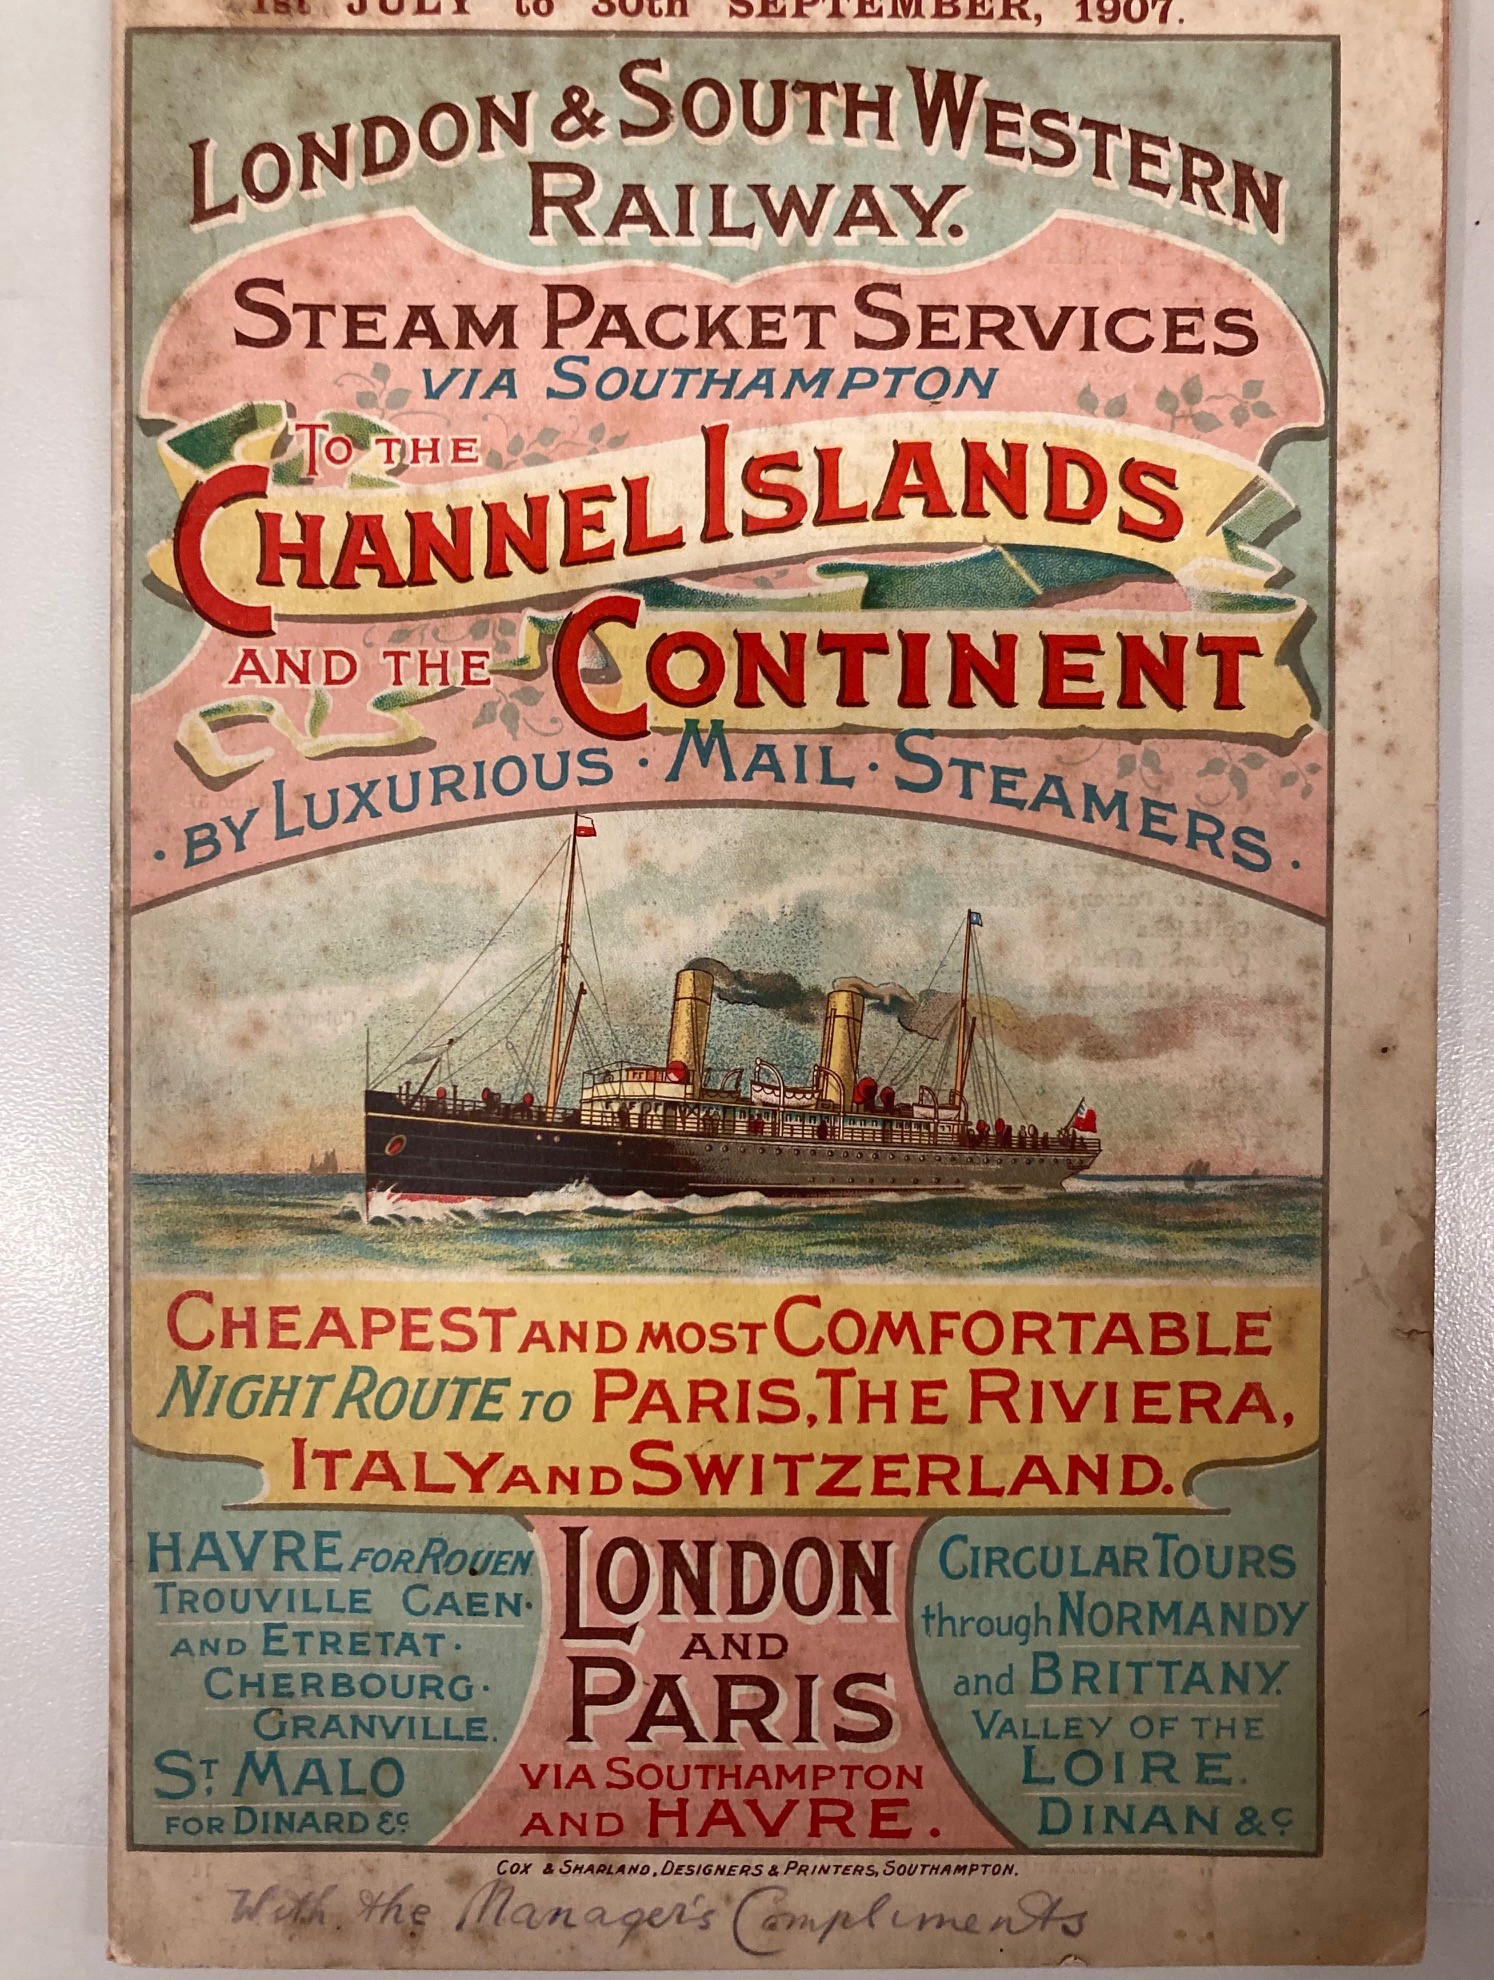 1st JULY to 30th SEPTEMBER, 1907.
LONDON & SOUTH WESTERN
RAILWAY.
STEAM PACKET SERVICES
VIA SOUTHAMPTON
TO THE
CHANNEL ISLANDS
AND THE CONTINENT
· BY LUXURIOUS · MAIL · STEAMERS ·
CHEAPEST AND MOST COMFORTABLE
NIGHT ROUTE TO PARIS, THE RIVIERA,
ITALY AND SWITZERLAND.
HAVRE FOR ROUEN
TROUVILLE CAEN·
AND ETRETAT·
CHERBOURG·
GRANVILLE.
ST. MALO
FOR DINARD &c.
LONDON
AND
PARIS
VIA SOUTHAMPTON
AND HAVRE.
CIRCULAR TOURS
through NORMANDY
and BRITTANY.
VALLEY OF THE
LOIRE.
DINAN & c.
COX & SHARLAND, DESIGNERS & PRINTERS, SOUTHAMPTON.
With the Manager's Compliments